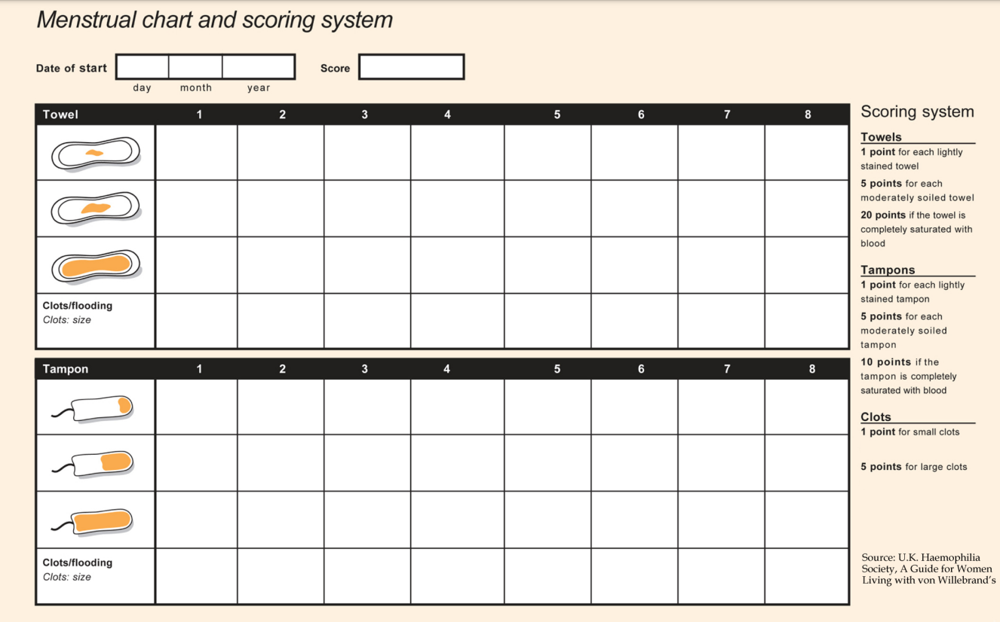 Menstrual chart and scoring system
Date of start
Score
day month year
Towel 1 2 3 4 5 6 7 8
Clots/flooding
Clots: size
Tampon 1 2 3 4 5 6 7 8
Clots/flooding
Clots: size
Scoring system
Towels
1 point for each lightly
stained towel
5 points for each
moderately soiled towel
20 points if the towel is
completely saturated with
blood
Tampons
1 point for each lightly
stained tampon
5 points for each
moderately soiled
tampon
10 points if the
tampon is completely
saturated with blood
Clots
1 point for small clots
5 points for large clots
Source: U.K. Haemophilia
Society, A Guide for Women
Living with von Willebrand's